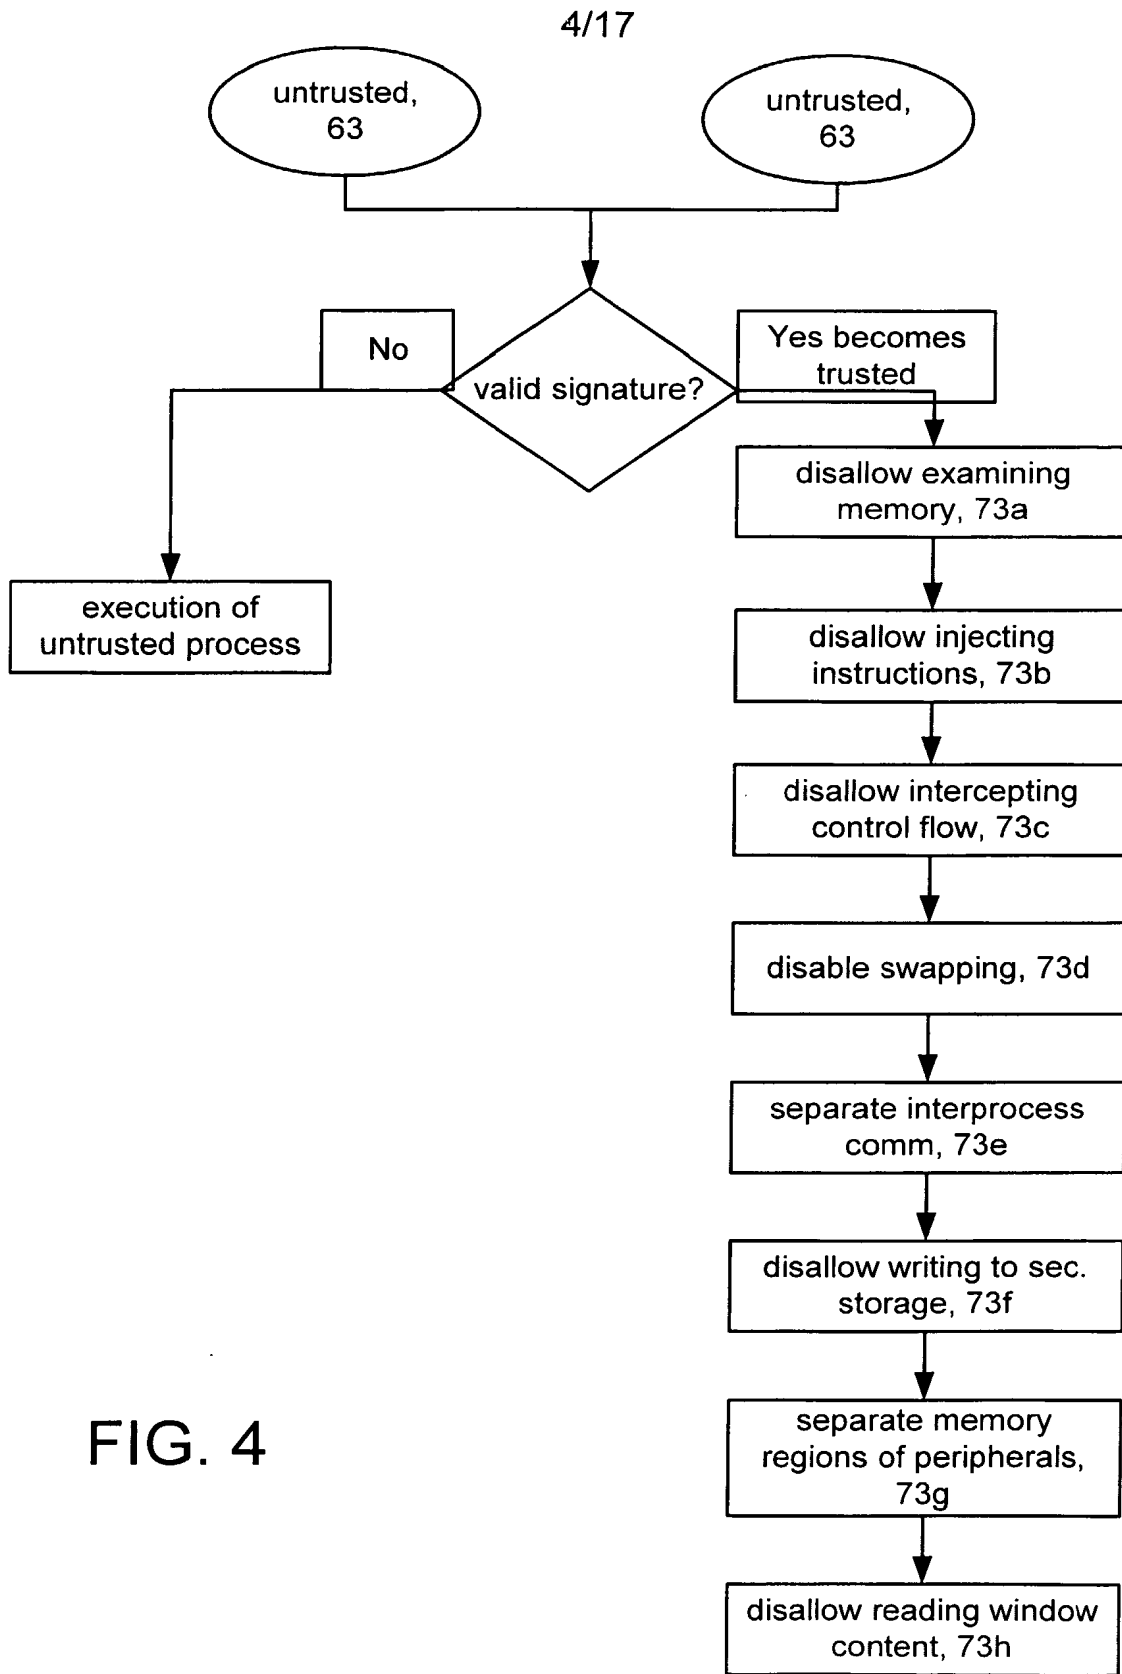 4/17
untrusted,
63
untrusted,
63
No
valid signature?
Yes becomes
trusted
disallow examining
memory, 73a
execution of
untrusted process
disallow injecting
instructions, 73b
disallow intercepting
control flow, 73c
disable swapping, 73d
separate interprocess
comm, 73e
disallow writing to sec.
storage, 73f
separate memory
regions of peripherals,
73g
disallow reading window
content, 73h
FIG. 4